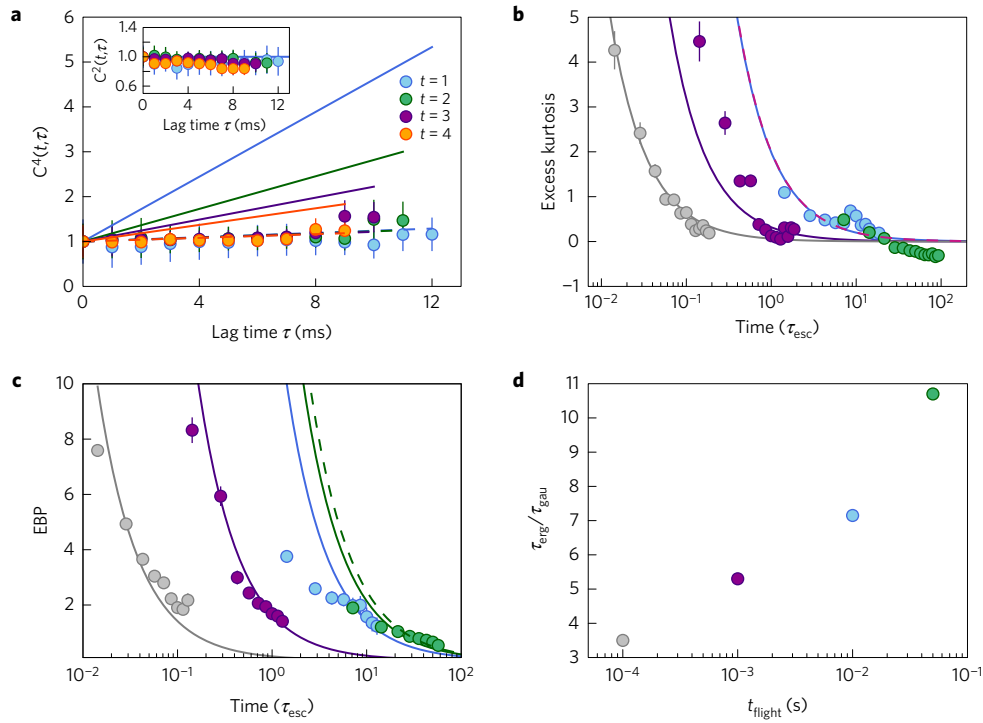 a
C⁴(t,τ)
6
5
4
3
2
1
0
0
4
8
12
Lag time τ (ms)
C²(t,τ)
1.4
1.0
0.6
0
4
8
12
Lag time τ (ms)
t = 1
t = 2
t = 3
t = 4
b
Excess kurtosis
5
4
3
2
1
0
−1
10⁻²
10⁻¹
10⁰
10¹
10²
Time (τesc)
c
EBP
10
8
6
4
2
10⁻²
10⁻¹
10⁰
10¹
10²
Time (τesc)
d
τerg/τgau
11
10
9
8
7
6
5
4
3
10⁻⁴
10⁻³
10⁻²
10⁻¹
tflight (s)